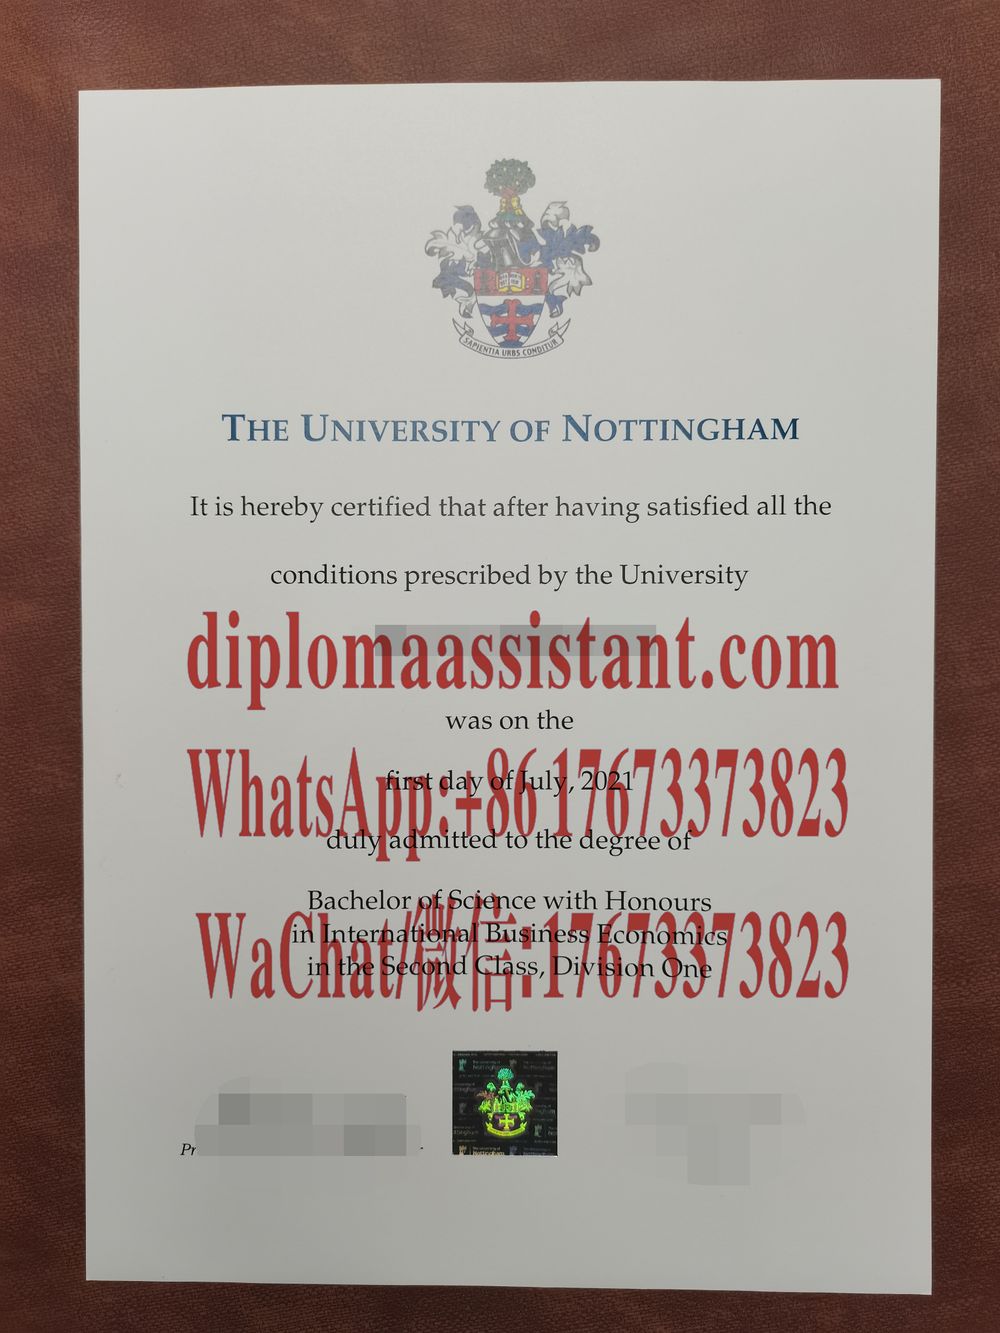 SAPIENTIA URBS CONDITUR
THE UNIVERSITY OF NOTTINGHAM
It is hereby certified that after having satisfied all the
conditions prescribed by the University
diplomaassistant.com
was on the
WhatsApp:+86 17673373823
first day of July, 2021
duly admitted to the degree of
Bachelor of Science with Honours
WaChat/微信:17673373823
in International Business Economics
in the Second Class, Division One
Pr